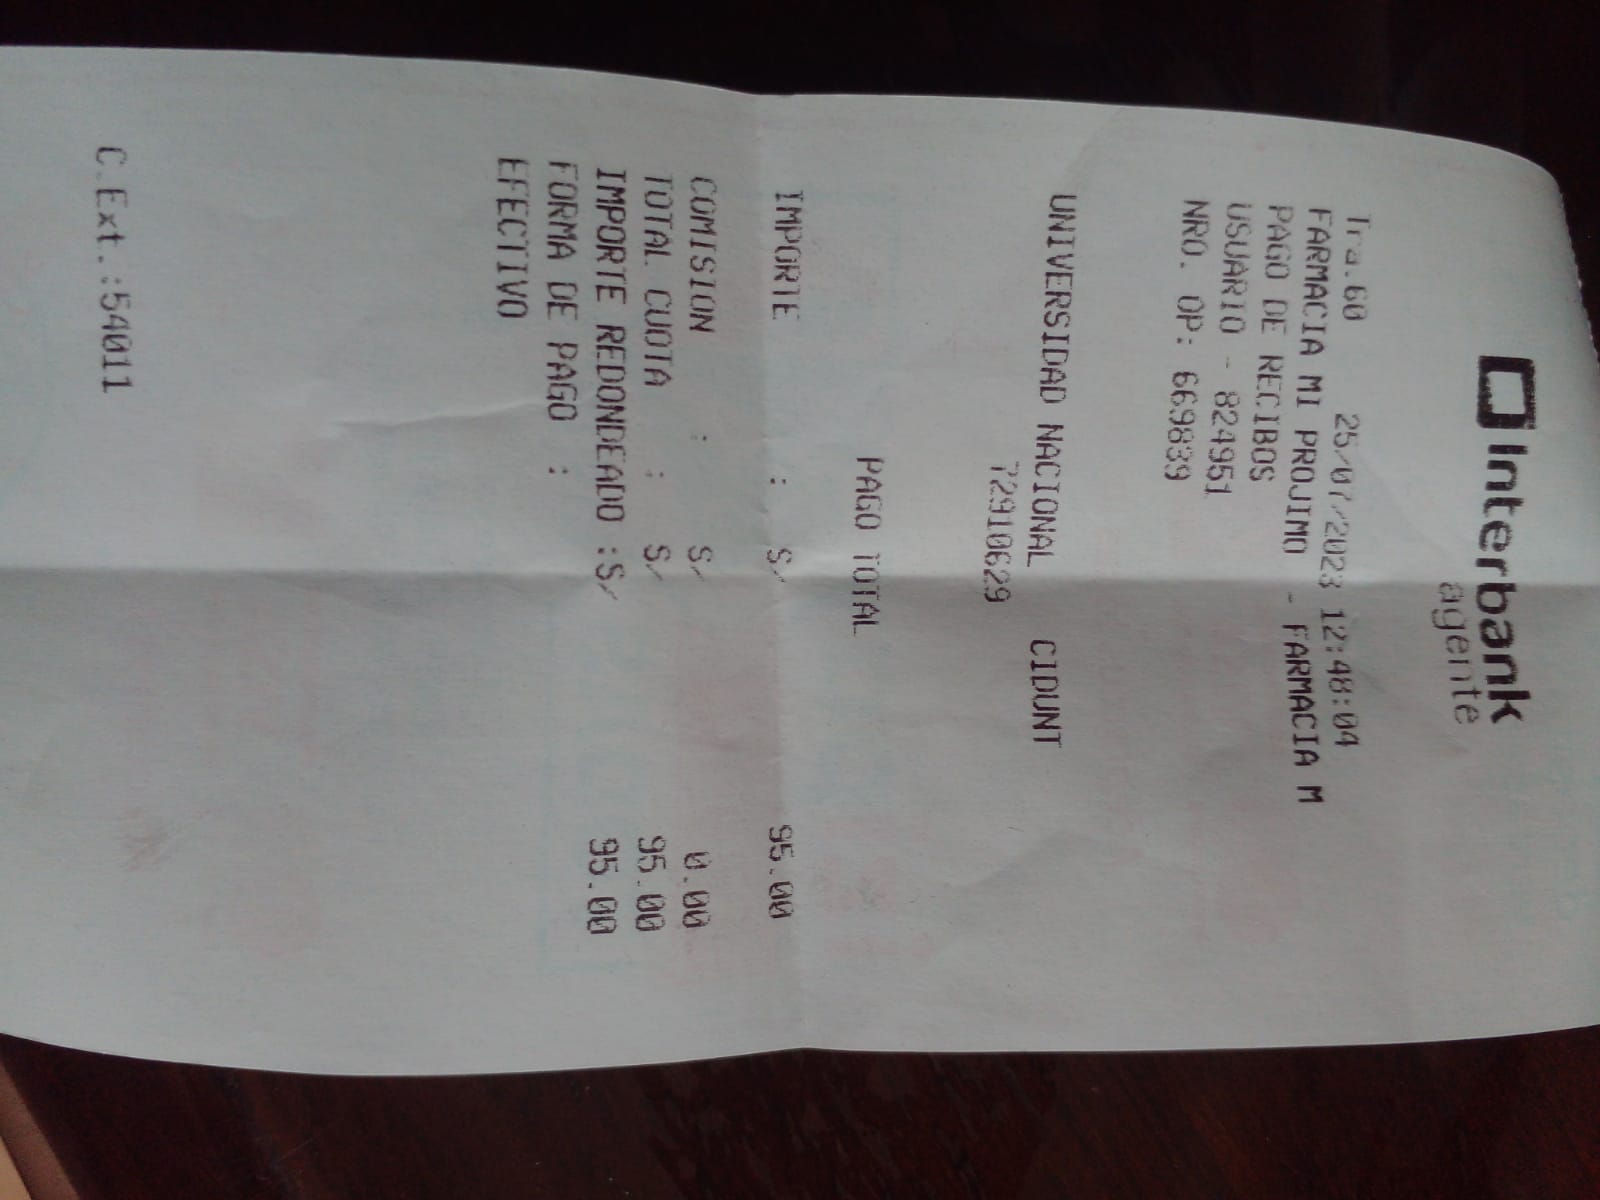 Interbank
agente
Tra.60 25/07/2023 12:48:04
FARMACIA MI PROJIMO - FARMACIA M
PAGO DE RECIBOS
USUARIO - 824951
NRO. OP: 669839
UNIVERSIDAD NACIONAL CIDUNT
72910629
PAGO TOTAL
IMPORTE : S/ 95.00
COMISION : S/ 0.00
TOTAL CUOTA : S/ 95.00
IMPORTE REDONDEADO :S/ 95.00
FORMA DE PAGO :
EFECTIVO
C.Ext.:54011